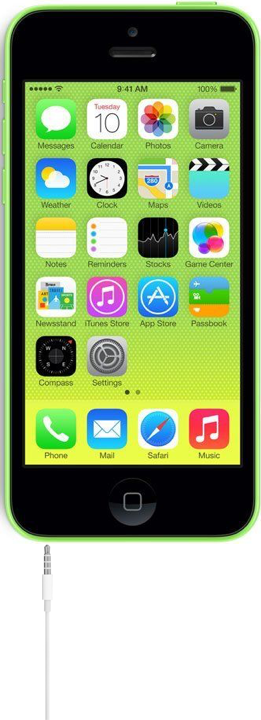 9:41 AM 100%
Tuesday
10
Messages Calendar Photos Camera
280
Weather Clock Maps Videos
Notes Reminders Stocks Game Center
Newsstand iTunes Store App Store Passbook
Compass Settings
Phone Mail Safari Music